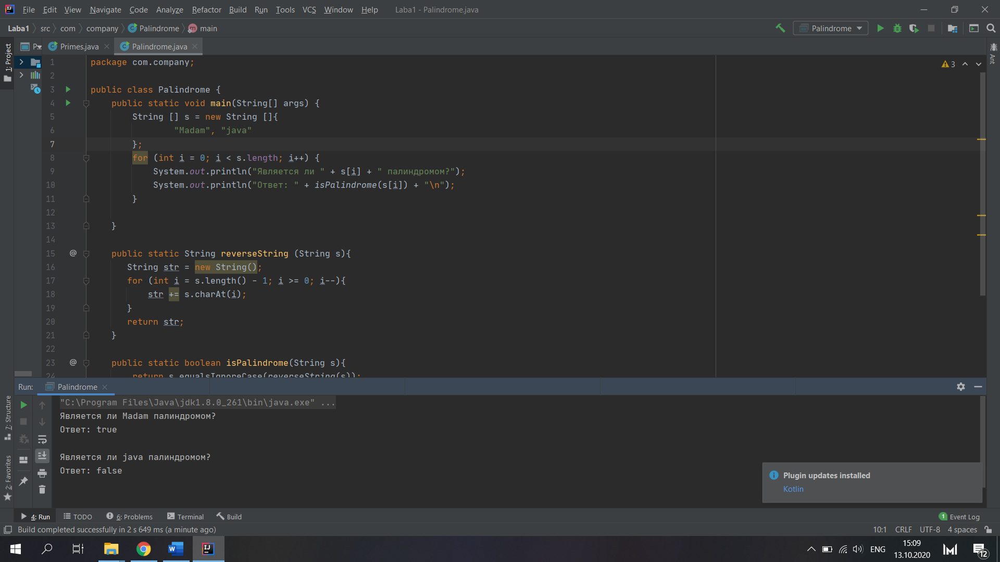 File Edit View Navigate Code Analyze Refactor Build Run Tools VCS Window Help Laba1 - Palindrome.java
Laba1 src com company Palindrome main Palindrome
P... Primes.java Palindrome.java
1: Project
Ant
3
1 package com.company;
2
3 public class Palindrome {
4 public static void main(String[] args) {
5 String [] s = new String []{
6 "Madam", "java"
7 };
8 for (int i = 0; i < s.length; i++) {
9 System.out.println("Является ли " + s[i] + " палиндромом?");
10 System.out.println("Ответ: " + isPalindrome(s[i]) + "\n");
11 }
12
13 }
14
15 @ public static String reverseString (String s){
16 String str = new String();
17 for (int i = s.length() - 1; i >= 0; i--){
18 str += s.charAt(i);
19 }
20 return str;
21 }
22
23 @ public static boolean isPalindrome(String s){
24 return s.equalsIgnoreCase(reverseString(s));
Run: Palindrome
7: Structure
2: Favorites
"C:\Program Files\Java\jdk1.8.0_261\bin\java.exe" ...
Является ли Madam палиндромом?
Ответ: true
Является ли java палиндромом?
Ответ: false
Plugin updates installed
Kotlin
4: Run TODO 6: Problems Terminal Build 1 Event Log
Build completed successfully in 2 s 649 ms (a minute ago) 10:1 CRLF UTF-8 4 spaces
ENG 15:09
13.10.2020
12